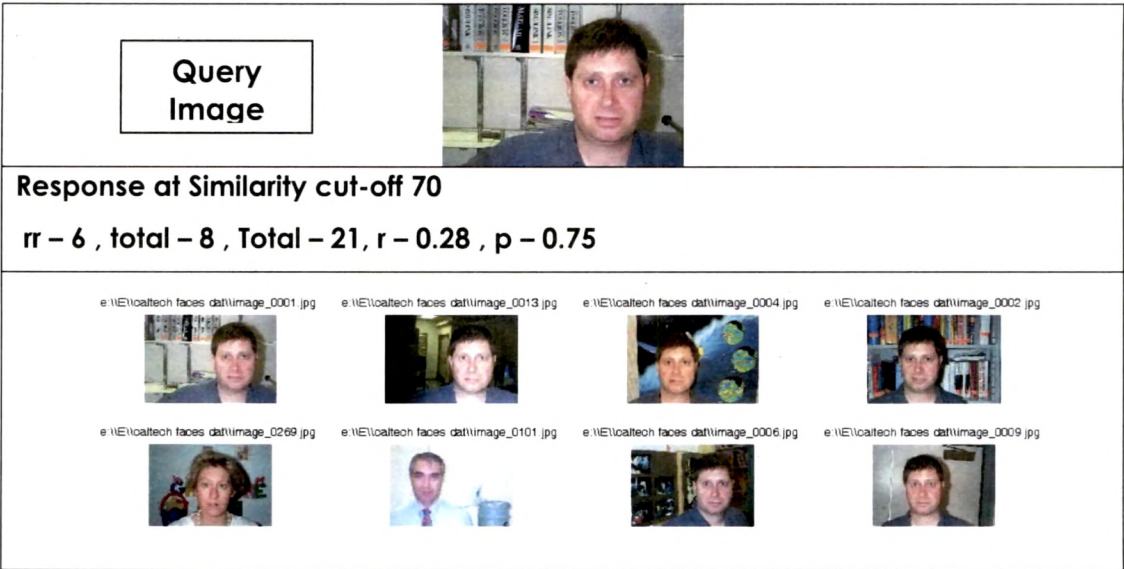 Query
Image
Response at Similarity cut-off 70
rr – 6 , total – 8 , Total – 21, r – 0.28 , p – 0.75
e:\\E\\caltech faces dat\\image_0001.jpg e:\\E\\caltech faces dat\\image_0013.jpg e:\\E\\caltech faces dat\\image_0004.jpg e:\\E\\caltech faces dat\\image_0002.jpg
e:\\E\\caltech faces dat\\image_0269.jpg e:\\E\\caltech faces dat\\image_0101.jpg e:\\E\\caltech faces dat\\image_0006.jpg e:\\E\\caltech faces dat\\image_0009.jpg